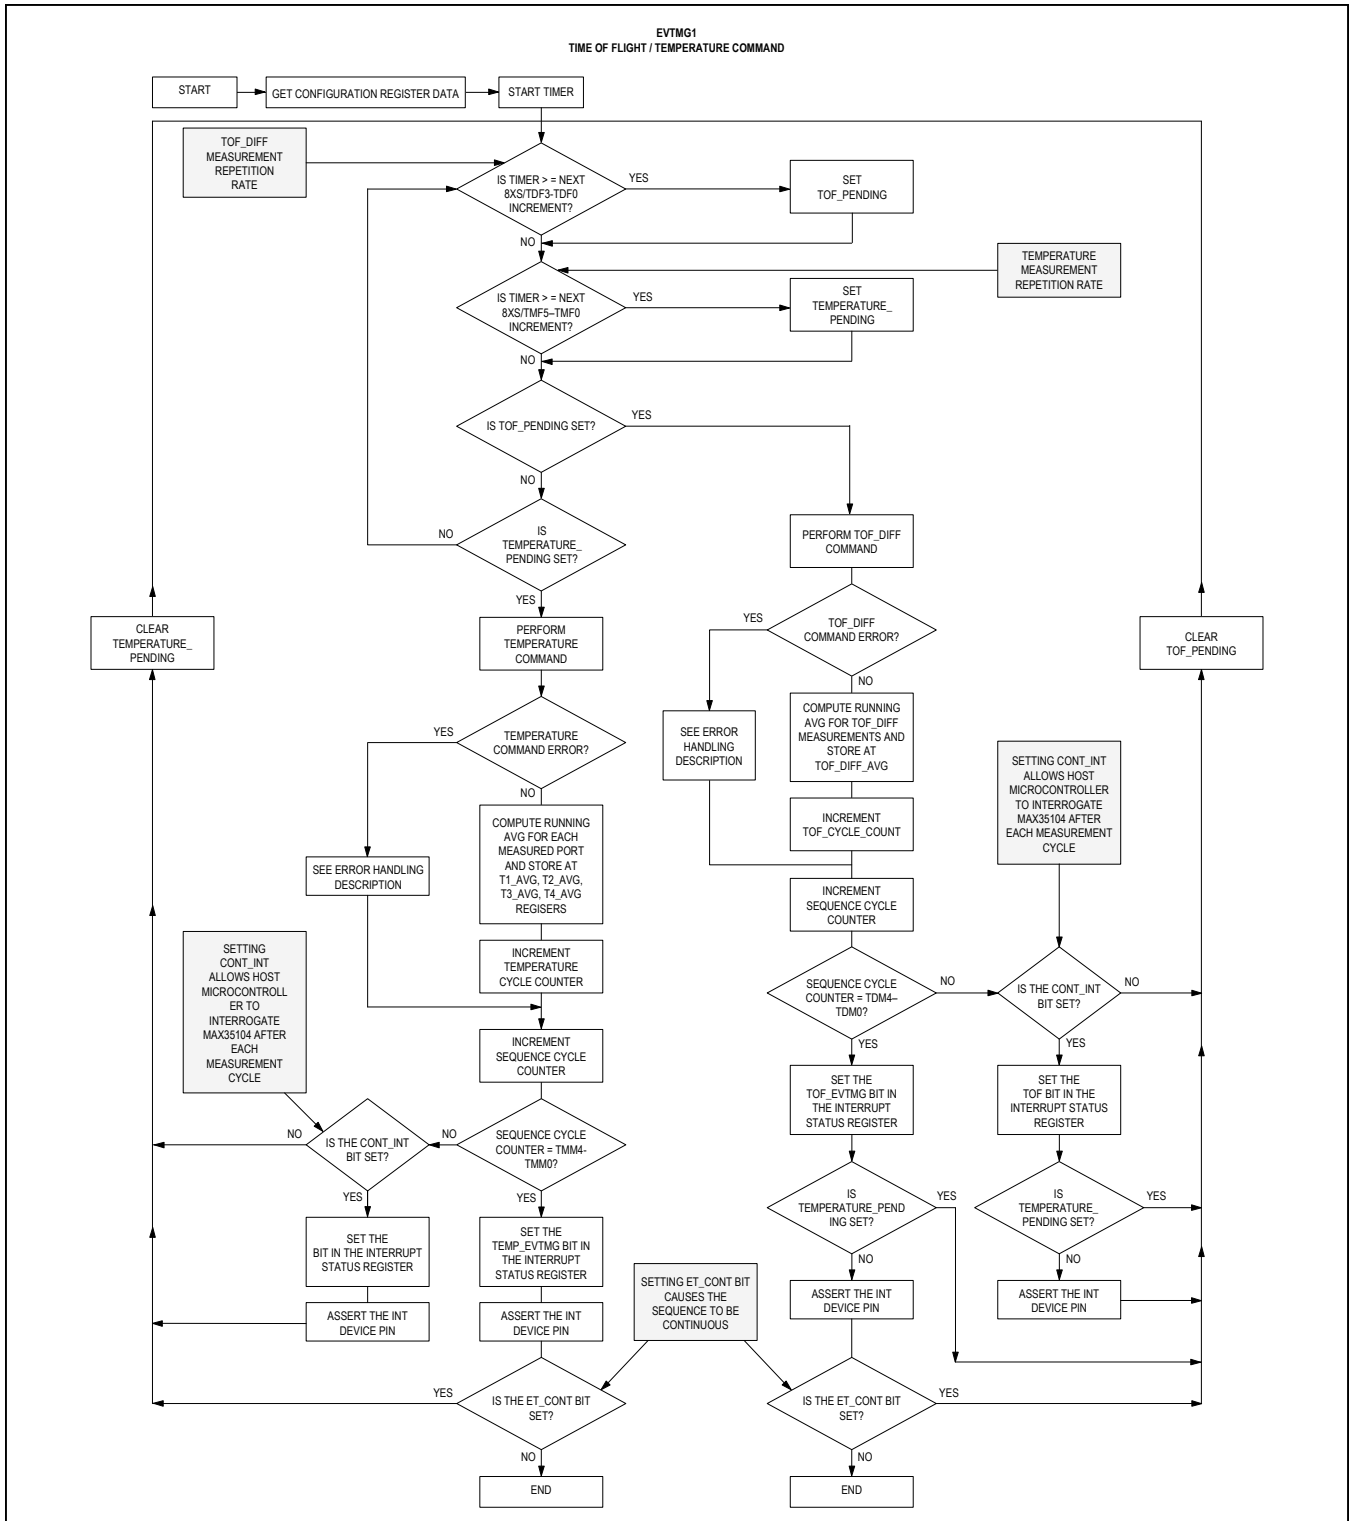 EVTMG1
TIME OF FLIGHT / TEMPERATURE COMMAND
START
GET CONFIGURATION REGISTER DATA
START TIMER
TOF_DIFF
MEASUREMENT
REPETITION
RATE
IS TIMER > = NEXT
8XS/TDF3-TDF0
INCREMENT?
YES
SET
TOF_PENDING
NO
TEMPERATURE
MEASUREMENT
REPETITION RATE
IS TIMER > = NEXT
8XS/TMF5–TMF0
INCREMENT?
YES
SET
TEMPERATURE_
PENDING
NO
IS TOF_PENDING SET?
YES
NO
IS
TEMPERATURE_
PENDING SET?
NO
YES
PERFORM TOF_DIFF
COMMAND
CLEAR
TEMPERATURE_
PENDING
PERFORM
TEMPERATURE
COMMAND
YES
TOF_DIFF
COMMAND ERROR?
NO
CLEAR
TOF_PENDING
YES
TEMPERATURE
COMMAND ERROR?
NO
SEE ERROR
HANDLING
DESCRIPTION
COMPUTE RUNNING
AVG FOR TOF_DIFF
MEASUREMENTS AND
STORE AT
TOF_DIFF_AVG
SETTING CONT_INT
ALLOWS HOST
MICROCONTROLLER
TO INTERROGATE
MAX35104 AFTER
EACH MEASUREMENT
CYCLE
INCREMENT
TOF_CYCLE_COUNT
SEE ERROR HANDLING
DESCRIPTION
COMPUTE RUNNING
AVG FOR EACH
MEASURED PORT
AND STORE AT
T1_AVG, T2_AVG,
T3_AVG, T4_AVG
REGISERS
INCREMENT
SEQUENCE CYCLE
COUNTER
SETTING
CONT_INT
ALLOWS HOST
MICROCONTROLL
ER TO
INTERROGATE
MAX35104 AFTER
EACH
MEASUREMENT
CYCLE
INCREMENT
TEMPERATURE
CYCLE COUNTER
SEQUENCE CYCLE
COUNTER = TDM4–
TDM0?
NO
YES
IS THE CONT_INT
BIT SET?
NO
YES
INCREMENT
SEQUENCE CYCLE
COUNTER
SET THE
TOF_EVTMG BIT IN
THE INTERRUPT
STATUS REGISTER
SET THE
TOF BIT IN THE
INTERRUPT STATUS
REGISTER
NO
IS THE CONT_INT
BIT SET?
YES
NO
SEQUENCE CYCLE
COUNTER = TMM4-
TMM0?
YES
IS
TEMPERATURE_PEND
ING SET?
YES
NO
IS
TEMPERATURE_
PENDING SET?
YES
NO
SET THE
BIT IN THE INTERRUPT
STATUS REGISTER
SET THE
TEMP_EVTMG BIT IN
THE INTERRUPT
STATUS REGISTER
SETTING ET_CONT BIT
CAUSES THE
SEQUENCE TO BE
CONTINUOUS
ASSERT THE INT
DEVICE PIN
ASSERT THE INT
DEVICE PIN
ASSERT THE INT
DEVICE PIN
ASSERT THE INT
DEVICE PIN
YES
IS THE ET_CONT BIT
SET?
NO
IS THE ET_CONT BIT
SET?
YES
NO
END
END